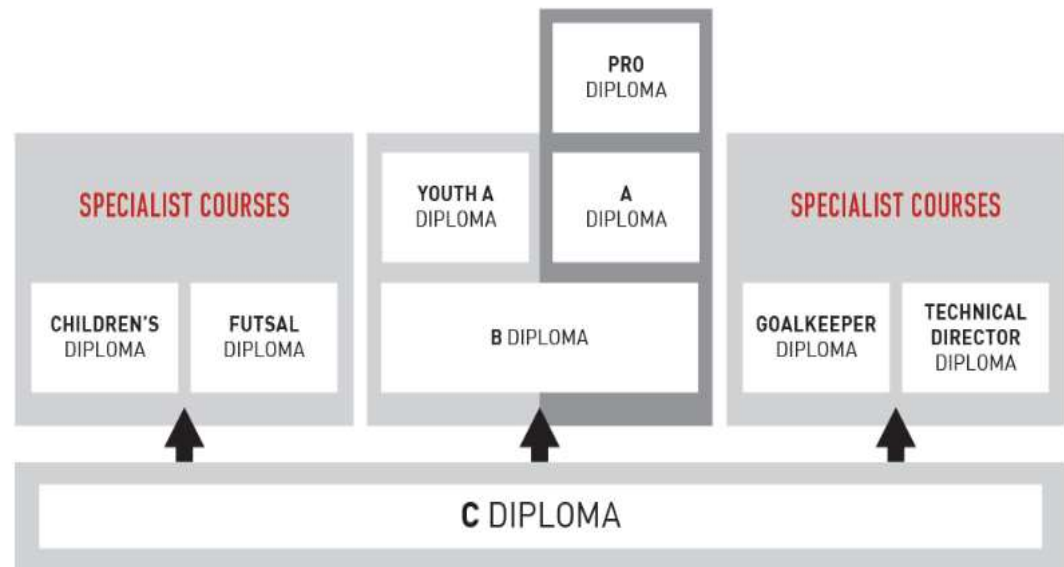 PRO
DIPLOMA
SPECIALIST COURSES
YOUTH A
DIPLOMA
A
DIPLOMA
SPECIALIST COURSES
CHILDREN'S
DIPLOMA
FUTSAL
DIPLOMA
B DIPLOMA
GOALKEEPER
DIPLOMA
TECHNICAL
DIRECTOR
DIPLOMA
C DIPLOMA